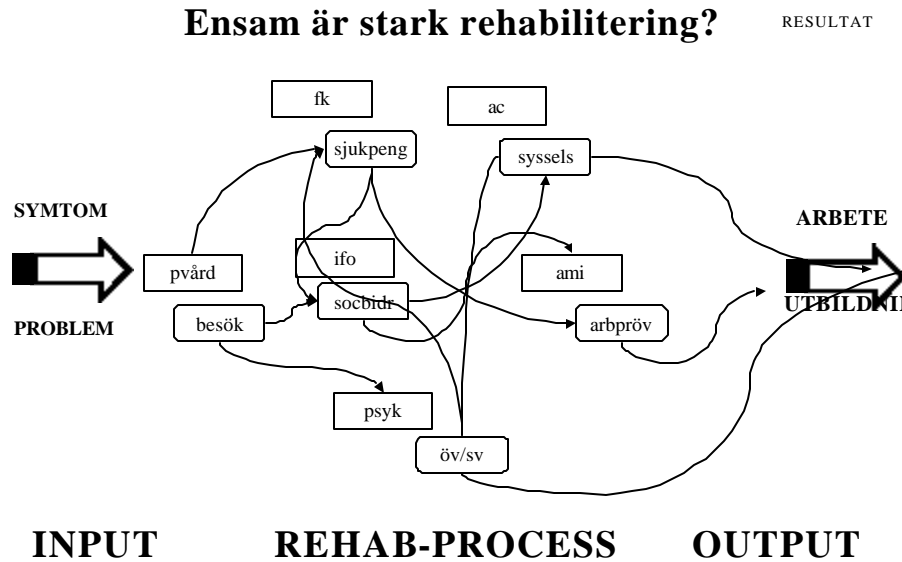 Ensam är stark rehabilitering?
RESULTAT
fk
ac
sjukpeng
syssels
SYMTOM
ARBETE
ifo
pvård
ami
socbidr
besök
arbpröv
PROBLEM
UTBILDNI
psyk
öv/sv
INPUT
REHAB-PROCESS
OUTPUT